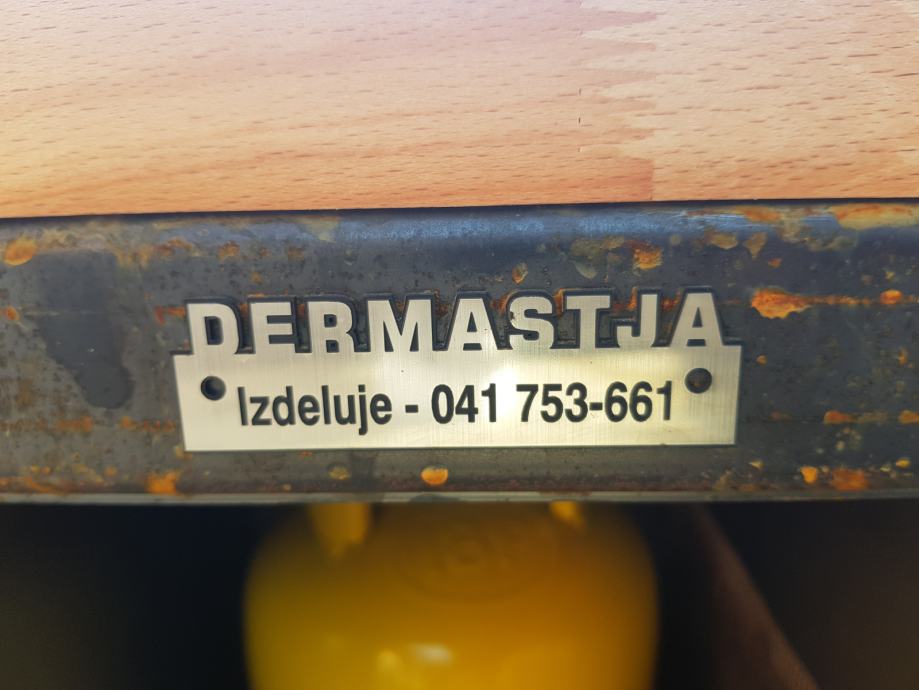 DERMASTJA
Izdeluje - 041 753-661